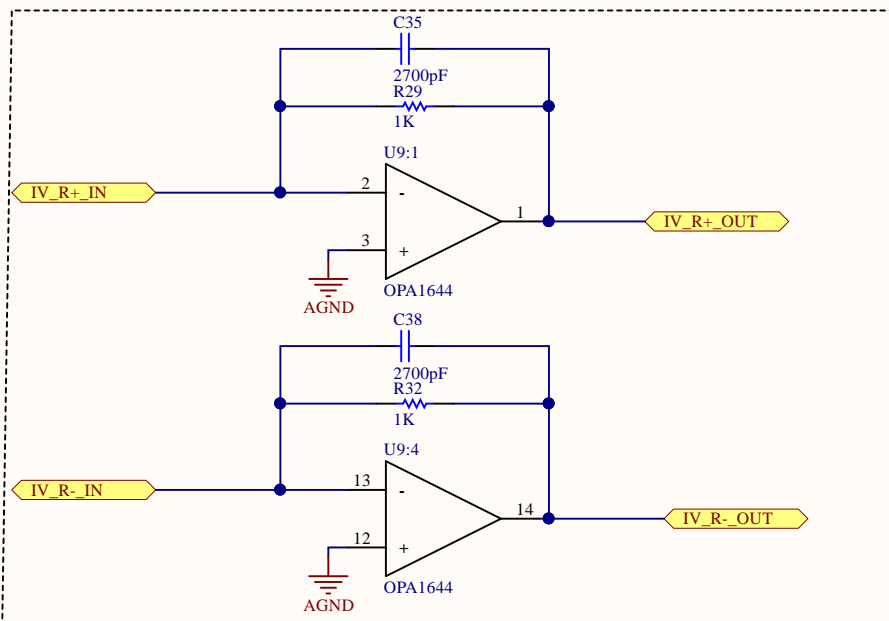 C35
2700pF
R29
1K
U9:1
IV_R+_IN
2
-
1
IV_R+_OUT
3
+
OPA1644
AGND
C38
2700pF
R32
1K
U9:4
IV_R-_IN
13
-
14
IV_R-_OUT
12
+
OPA1644
AGND